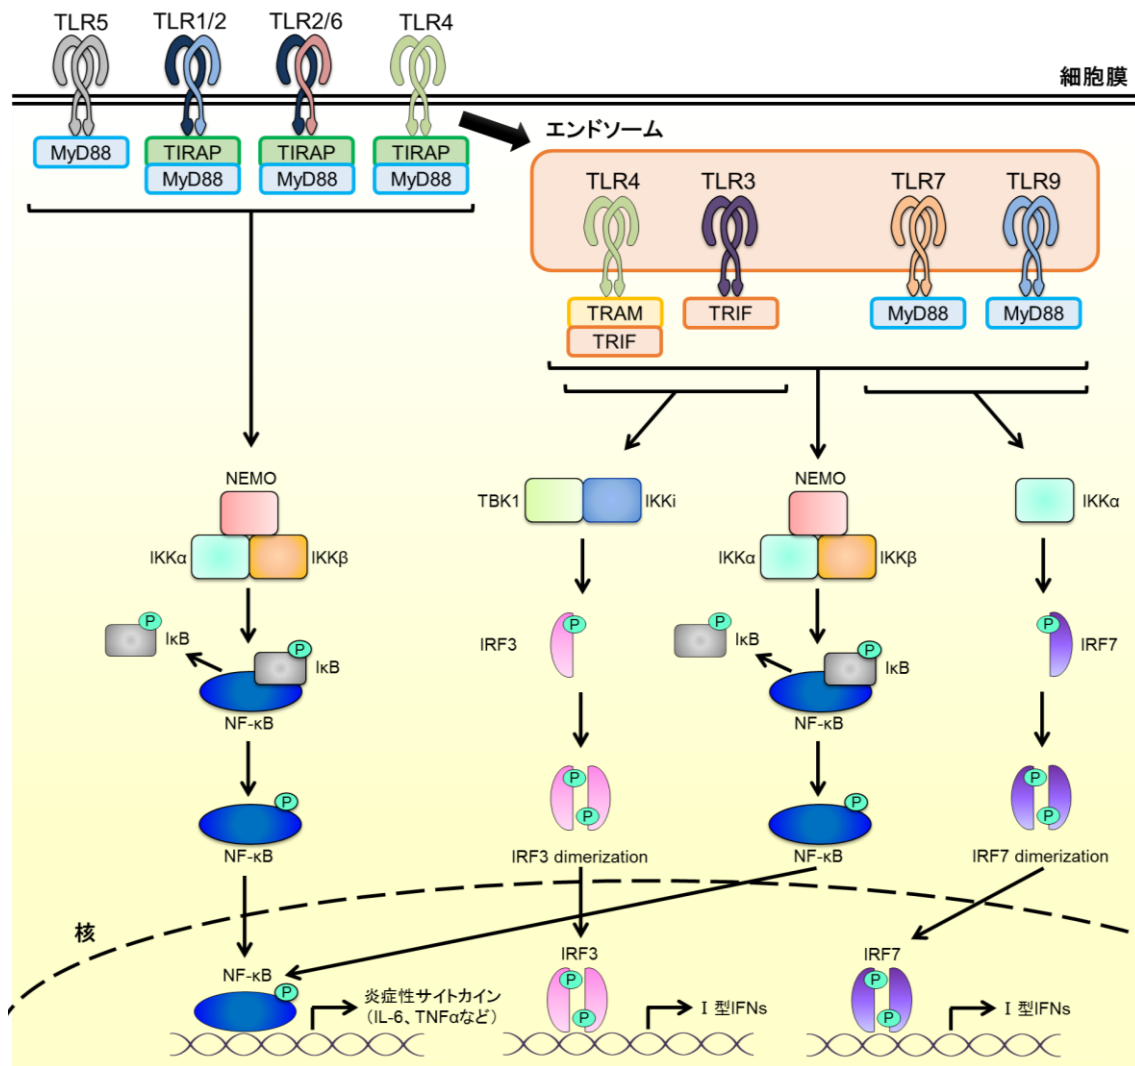 TLR5
TLR1/2
TLR2/6
TLR4
細胞膜
MyD88
TIRAP
MyD88
TIRAP
MyD88
TIRAP
MyD88
エンドソーム
TLR4
TLR3
TLR7
TLR9
TRAM
TRIF
TRIF
MyD88
MyD88
NEMO
IKKα
IKKβ
TBK1
IKKi
NEMO
IKKα
IKKβ
IKKα
P
IκB
P
IκB
NF-κB
IRF3
P
P
IκB
P
IκB
NF-κB
P
IRF7
P
NF-κB
P
P
IRF3 dimerization
P
NF-κB
P
P
IRF7 dimerization
核
NF-κB
P
炎症性サイトカイン
（IL-6、TNFαなど）
IRF3
P
P
Ⅰ型IFNs
IRF7
P
P
Ⅰ型IFNs